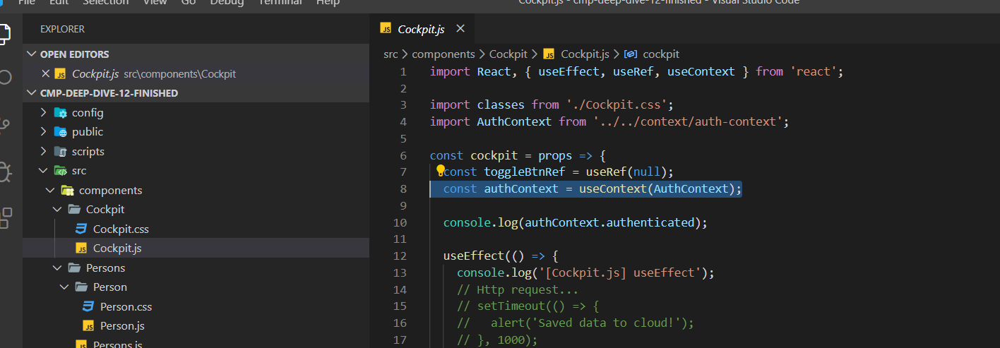 File Edit Selection View Go Debug Terminal Help Cockpit.js - cmp-deep-dive-12-finished - Visual Studio Code
EXPLORER
OPEN EDITORS
JS Cockpit.js src\components\Cockpit
CMP-DEEP-DIVE-12-FINISHED
config
public
scripts
src
components
Cockpit
Cockpit.css
JS Cockpit.js
Persons
Person
Person.css
JS Person.js
JS Persons.js
JS Cockpit.js
src > components > Cockpit > JS Cockpit.js > cockpit
1 import React, { useEffect, useRef, useContext } from 'react';
2
3 import classes from './Cockpit.css';
4 import AuthContext from '../../context/auth-context';
5
6 const cockpit = props => {
7 const toggleBtnRef = useRef(null);
8 const authContext = useContext(AuthContext);
9
10 console.log(authContext.authenticated);
11
12 useEffect(() => {
13 console.log('[Cockpit.js] useEffect');
14 // Http request...
15 // setTimeout(() => {
16 // alert('Saved data to cloud!');
17 // }, 1000);